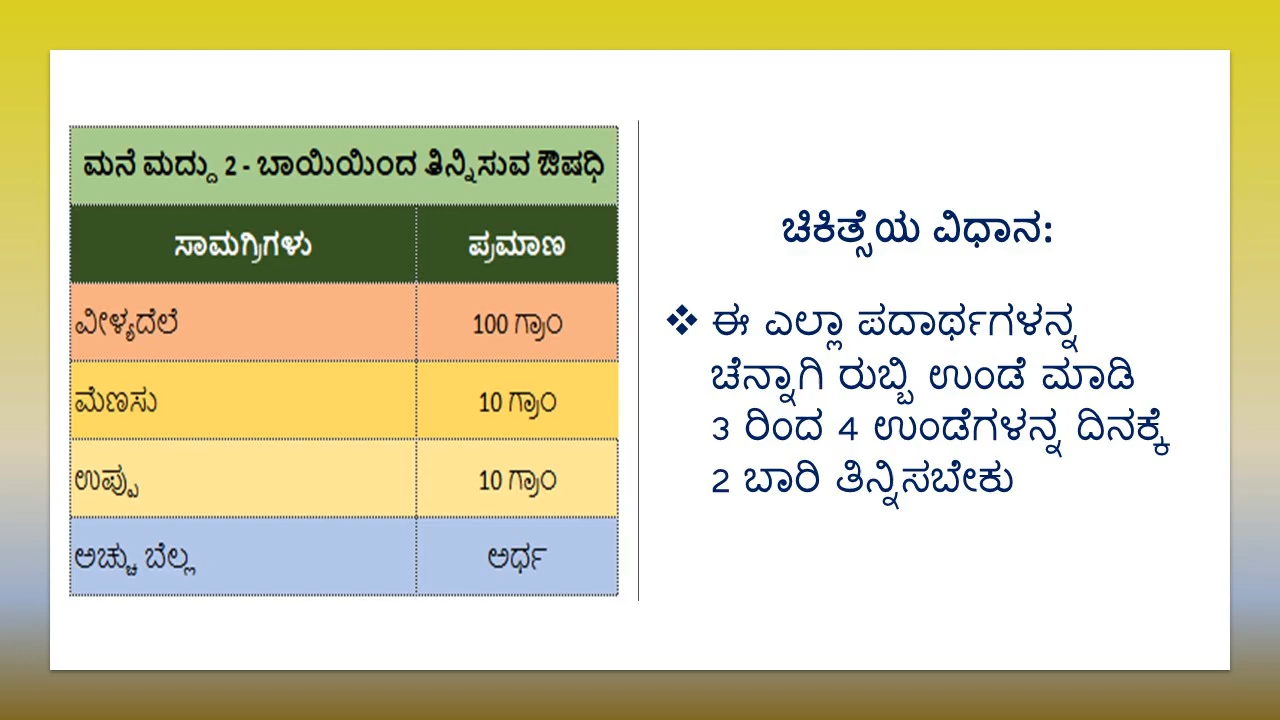 ಮನೆ ಮದ್ದು 2 - ಬಾಯಿಯಿಂದ ತಿನ್ನಿಸುವ ಔಷಧಿ
ಸಾಮಗ್ರಿಗಳು ಪ್ರಮಾಣ
ವೀಳ್ಯದೆಲೆ 100 ಗ್ರಾಂ
ಮೆಣಸು 10 ಗ್ರಾಂ
ಉಪ್ಪು 10 ಗ್ರಾಂ
ಅಚ್ಚು ಬೆಲ್ಲ ಅರ್ಧ
ಚಿಕಿತ್ಸೆಯ ವಿಧಾನ:
❖ ಈ ಎಲ್ಲಾ ಪದಾರ್ಥಗಳನ್ನ
ಚೆನ್ನಾಗಿ ರುಬ್ಬಿ ಉಂಡೆ ಮಾಡಿ
3 ರಿಂದ 4 ಉಂಡೆಗಳನ್ನ ದಿನಕ್ಕೆ
2 ಬಾರಿ ತಿನ್ನಿಸಬೇಕು